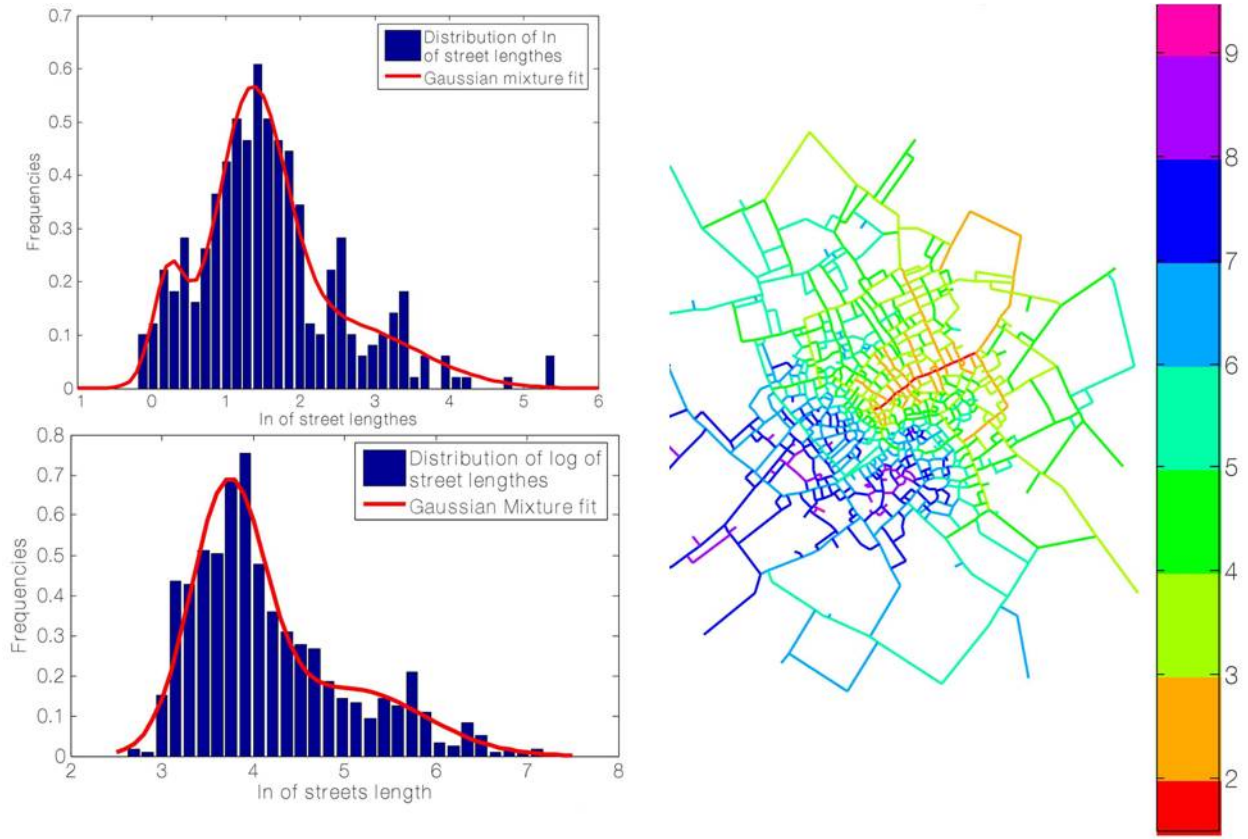 0.7
0.6
0.5
0.4
0.3
0.2
0.1
0
1 0 1 2 3 4 5 6
Frequencies
ln of street lengthes
Distribution of ln
of street lengthes
Gaussian mixture fit
0.8
0.7
0.6
0.5
0.4
0.3
0.2
0.1
0
2 3 4 5 6 7 8
Frequencies
ln of streets length
Distribution of log of
street lengthes
Gaussian Mixture fit
9
8
7
6
5
4
3
2